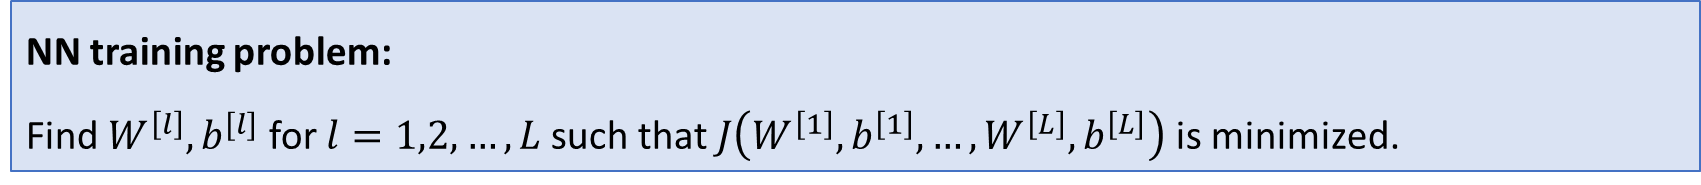 NN training problem:
Find W^[l], b^[l] for l = 1,2, … , L such that J(W^[1], b^[1], … , W^[L], b^[L]) is minimized.